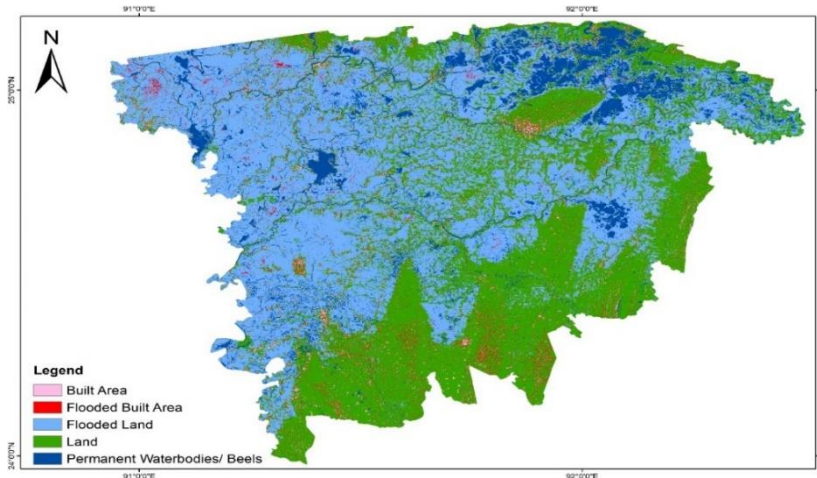 91°0'0"E 92°0'0"E
N
25°0'0"N
Legend
Built Area
Flooded Built Area
Flooded Land
Land
Permanent Waterbodies/ Beels
24°0'0"N
91°0'0"E 92°0'0"E